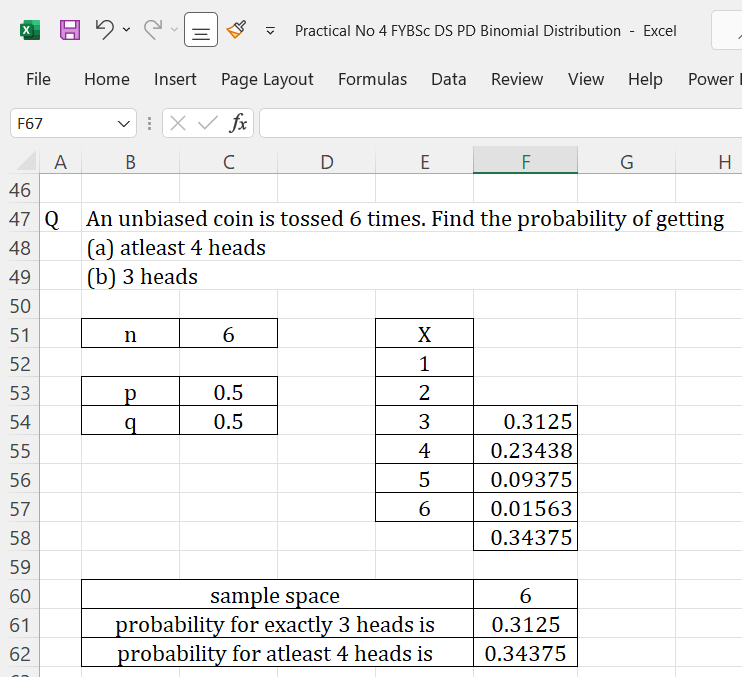 Practical No 4 FYBSc DS PD Binomial Distribution - Excel
File Home Insert Page Layout Formulas Data Review View Help Power
F67 fx
A B C D E F G H
46
47 Q An unbiased coin is tossed 6 times. Find the probability of getting
48 (a) atleast 4 heads
49 (b) 3 heads
50
51 n 6 X
52 1
53 p 0.5 2
54 q 0.5 3 0.3125
55 4 0.23438
56 5 0.09375
57 6 0.01563
58 0.34375
59
60 sample space 6
61 probability for exactly 3 heads is 0.3125
62 probability for atleast 4 heads is 0.34375